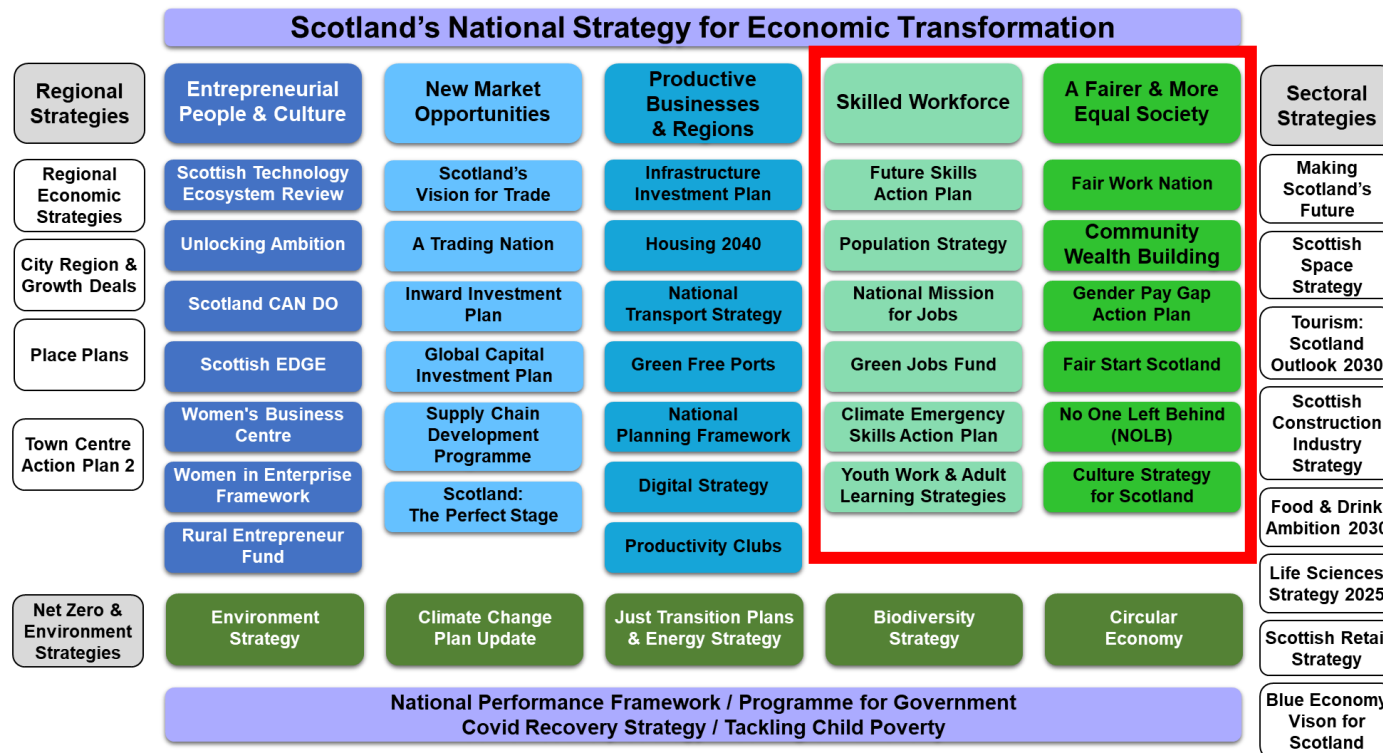 Scotland's National Strategy for Economic Transformation
Regional
Strategies
Regional
Economic
Strategies
City Region &
Growth Deals
Place Plans
Town Centre
Action Plan 2
Entrepreneurial
People & Culture
Scottish Technology
Ecosystem Review
Unlocking Ambition
Scotland CAN DO
Scottish EDGE
Women's Business
Centre
Women in Enterprise
Framework
Rural Entrepreneur
Fund
New Market
Opportunities
Scotland's
Vision for Trade
A Trading Nation
Inward Investment
Plan
Global Capital
Investment Plan
Supply Chain
Development
Programme
Scotland:
The Perfect Stage
Productive
Businesses
& Regions
Infrastructure
Investment Plan
Housing 2040
National
Transport Strategy
Green Free Ports
National
Planning Framework
Digital Strategy
Productivity Clubs
Skilled Workforce
Future Skills
Action Plan
Population Strategy
National Mission
for Jobs
Green Jobs Fund
Climate Emergency
Skills Action Plan
Youth Work & Adult
Learning Strategies
A Fairer & More
Equal Society
Fair Work Nation
Community
Wealth Building
Gender Pay Gap
Action Plan
Fair Start Scotland
No One Left Behind
(NOLB)
Culture Strategy
for Scotland
Sectoral
Strategies
Making
Scotland's
Future
Scottish
Space
Strategy
Tourism:
Scotland
Outlook 2030
Scottish
Construction
Industry
Strategy
Food & Drink
Ambition 2030
Life Sciences
Strategy 2025
Scottish Retai
Strategy
Blue Economy
Vison for
Scotland
Net Zero &
Environment
Strategies
Environment
Strategy
Climate Change
Plan Update
Just Transition Plans
& Energy Strategy
Biodiversity
Strategy
Circular
Economy
National Performance Framework / Programme for Government
Covid Recovery Strategy / Tackling Child Poverty